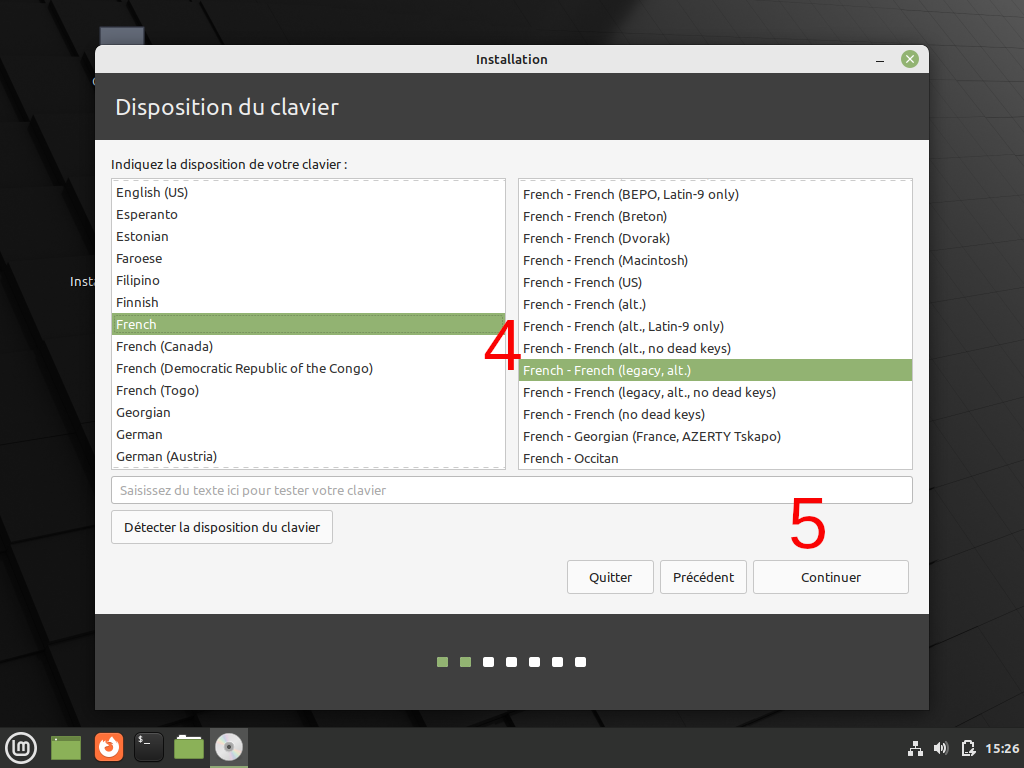 Installation
Disposition du clavier
Indiquez la disposition de votre clavier :
English (US)
Esperanto
Estonian
Faroese
Filipino
Finnish
French
French (Canada)
French (Democratic Republic of the Congo)
French (Togo)
Georgian
German
German (Austria)
French - French (BEPO, Latin-9 only)
French - French (Breton)
French - French (Dvorak)
French - French (Macintosh)
French - French (US)
French - French (alt.)
French - French (alt., Latin-9 only)
French - French (alt., no dead keys)
French - French (legacy, alt.)
French - French (legacy, alt., no dead keys)
French - French (no dead keys)
French - Georgian (France, AZERTY Tskapo)
French - Occitan
4
Saisissez du texte ici pour tester votre clavier
Détecter la disposition du clavier
5
Quitter
Précédent
Continuer
Insta
$_
15:26